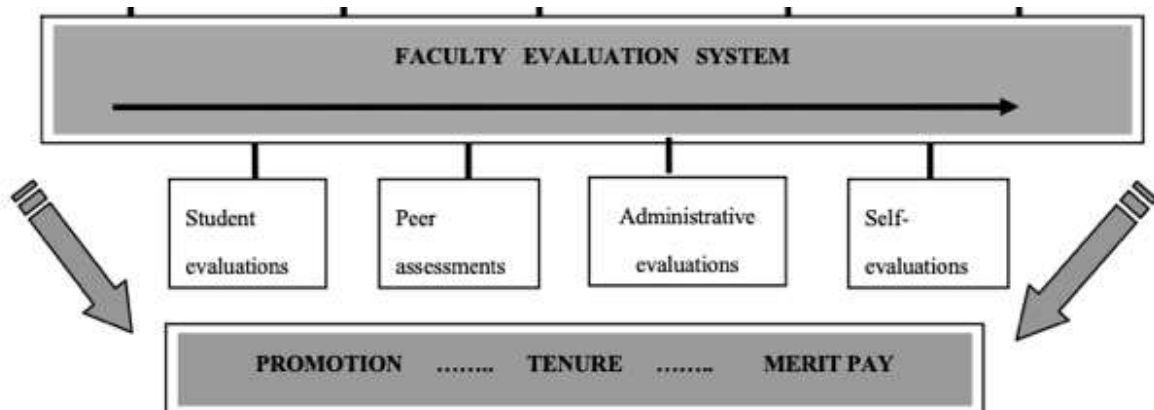 FACULTY EVALUATION SYSTEM
Student
evaluations
Peer
assessments
Administrative
evaluations
Self-
evaluations
PROMOTION …….. TENURE …….. MERIT PAY